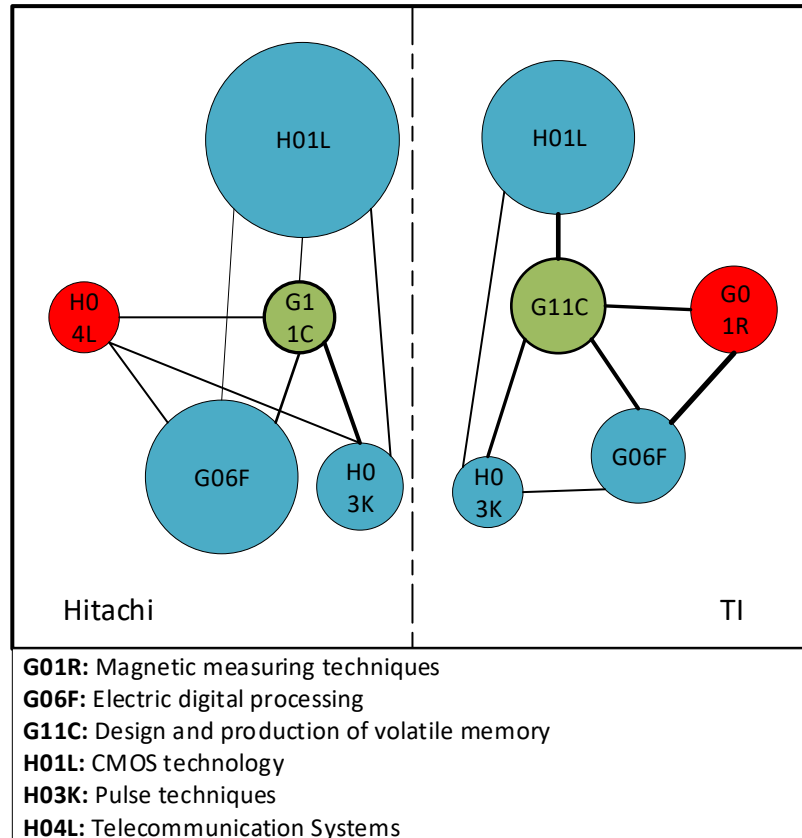 H01L
H0
4L
G1
1C
G06F
H0
3K
Hitachi
H01L
G11C
G0
1R
G06F
H0
3K
TI
G01R: Magnetic measuring techniques
G06F: Electric digital processing
G11C: Design and production of volatile memory
H01L: CMOS technology
H03K: Pulse techniques
H04L: Telecommunication Systems